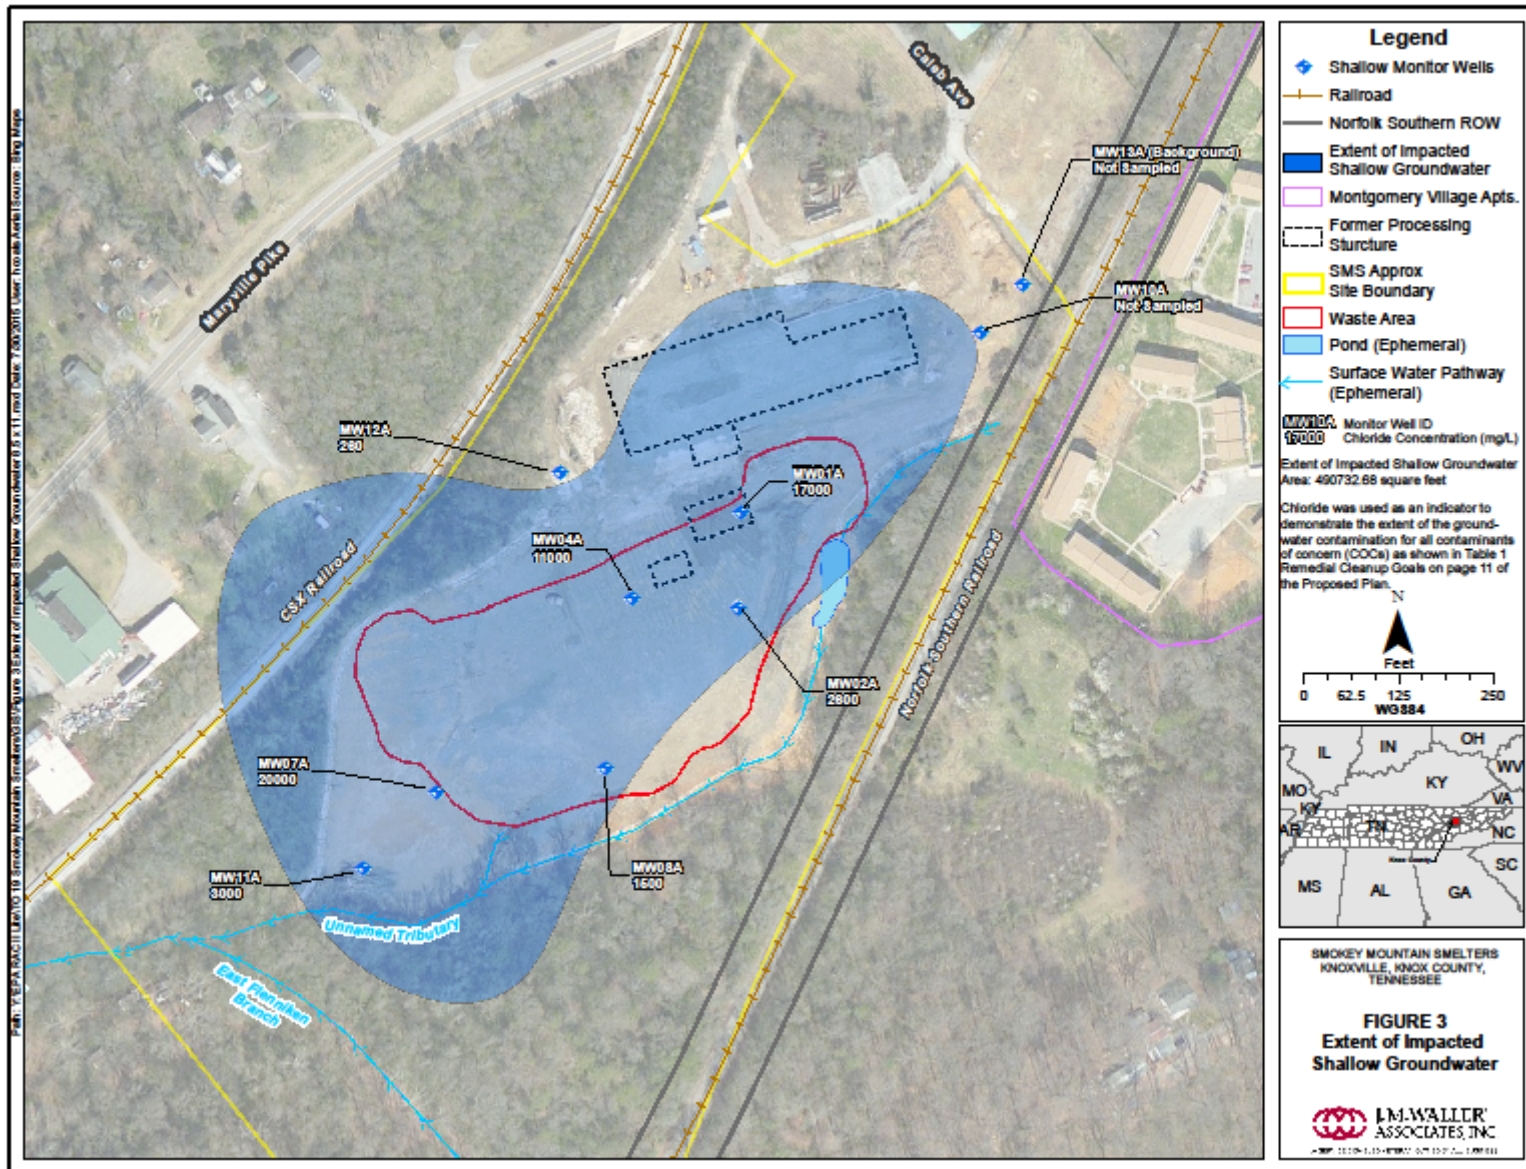 Caleb Ave
MW13A (Background)
Not Sampled
MW10A
Not Sampled
Maryville Pike
MW12A
MW01A
17000
MW04A
11000
CSX Railroad
Norfolk Southern Railroad
MW02A
MW07A
20000
MW11A
3000
MW08A
Unnamed Tributary
East Flenniken
Branch
Legend
Shallow Monitor Wells
Railroad
Norfolk Southern ROW
Extent of Impacted
Shallow Groundwater
Montgomery Village Apts.
Former Processing
Sturcture
SMS Approx
Site Boundary
Waste Area
Pond (Ephemeral)
Surface Water Pathway
(Ephemeral)
MW10A
17000
Monitor Well ID
Chloride Concentration (mg/L)
Extent of Impacted Shallow Groundwater
Area: 490732.68 square feet
Chloride was used as an indicator to
demonstrate the extent of the ground-
water contamination for all contaminants
of concern (COCs) as shown in Table 1
Remedial Cleanup Goals on page 11 of
the Proposed Plan.
N
Feet
0 62.5 125 250
WGS84
IL
IN
OH
WV
MO
KY
VA
KY
AR
TN
NC
Knox County
SC
MS
AL
GA
SMOKEY MOUNTAIN SMELTERS
KNOXVILLE, KNOX COUNTY,
TENNESSEE
FIGURE 3
Extent of Impacted
Shallow Groundwater
J.M. WALLER
ASSOCIATES, INC